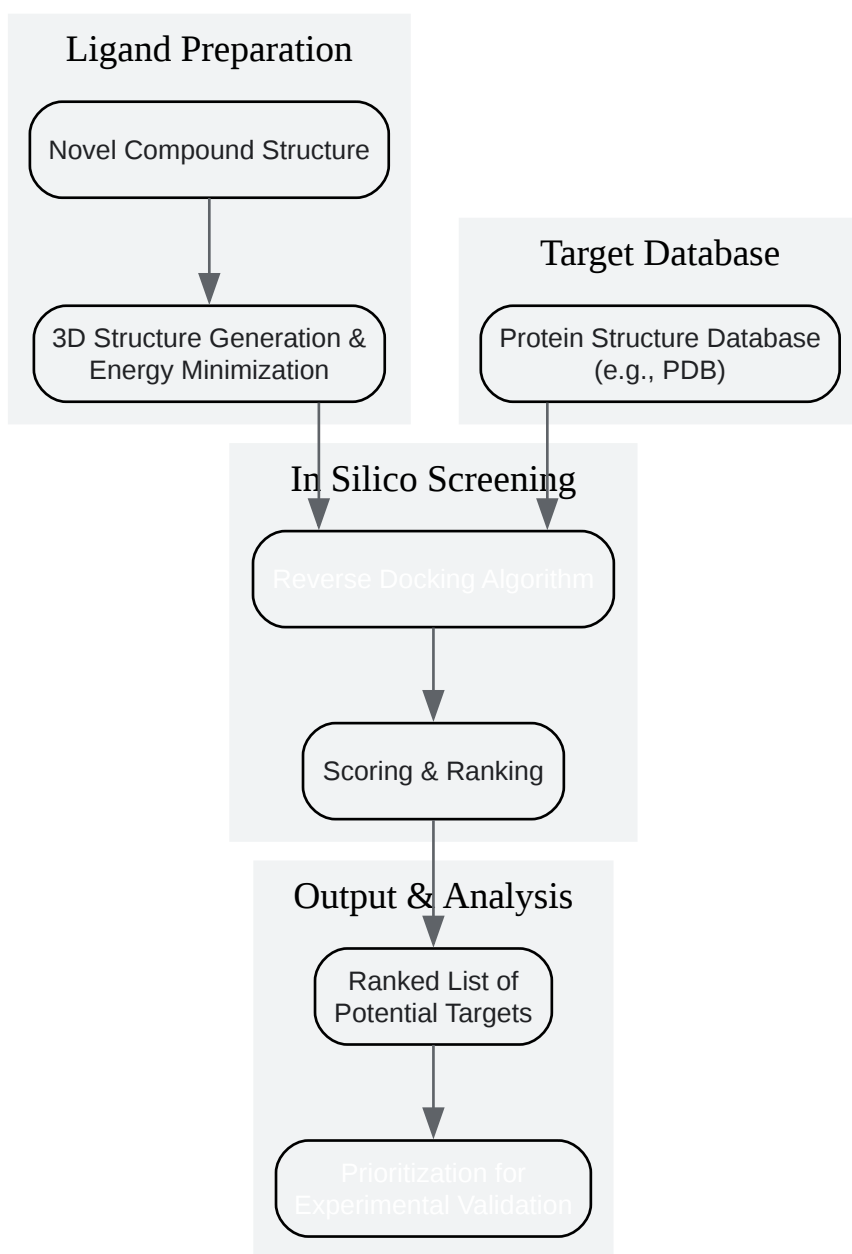 Ligand Preparation
Novel Compound Structure
3D Structure Generation &
Energy Minimization
Target Database
Protein Structure Database
(e.g., PDB)
In Silico Screening
Reverse Docking Algorithm
Scoring & Ranking
Output & Analysis
Ranked List of
Potential Targets
Prioritization for
Experimental Validation